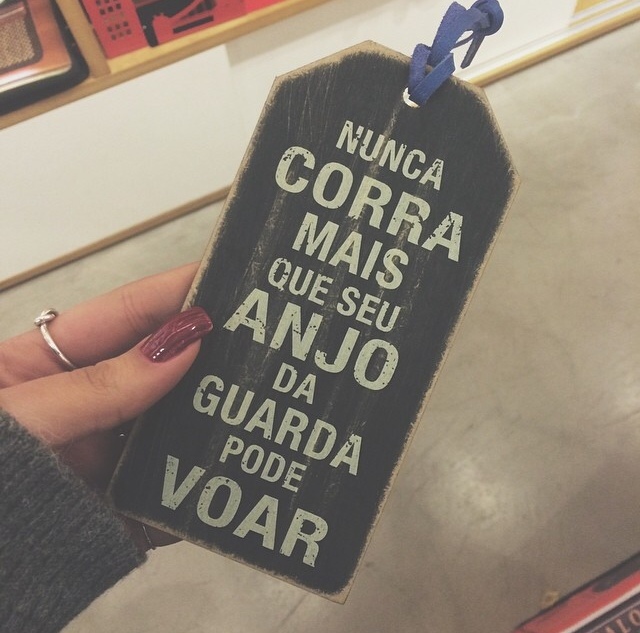 NUNCA
CORRA
MAIS
QUE SEU
ANJO
DA
GUARDA
PODE
VOAR